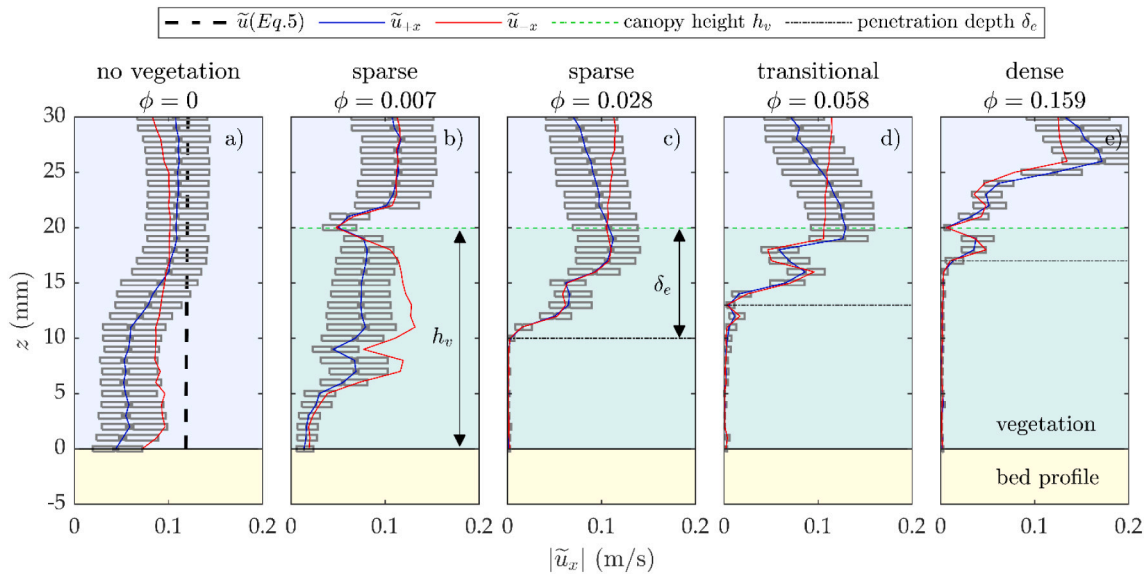 ũ(Eq.5) ũ+x ũ−x canopy height hv penetration depth δe
no vegetation sparse sparse transitional dense
ϕ = 0 ϕ = 0.007 ϕ = 0.028 ϕ = 0.058 ϕ = 0.159
30
a) b) c) d) e)
25
20
15
10
5
0
-5
z (mm)
hv
δe
vegetation
bed profile
0 0.1 0.2 0 0.1 0.2 0 0.1 0.2 0 0.1 0.2 0 0.1 0.2
|ũx| (m/s)